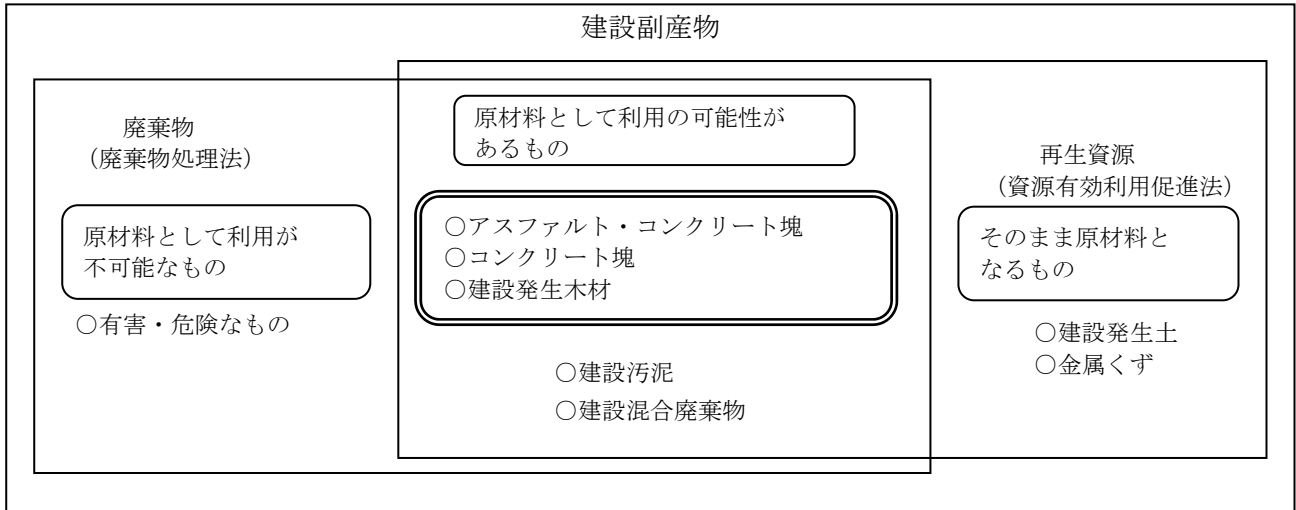 建設副産物
廃棄物
（廃棄物処理法）
原材料として利用が
不可能なもの
○有害・危険なもの
原材料として利用の可能性が
あるもの
○アスファルト・コンクリート塊
○コンクリート塊
○建設発生木材
○建設汚泥
○建設混合廃棄物
再生資源
（資源有効利用促進法）
そのまま原材料と
なるもの
○建設発生土
○金属くず